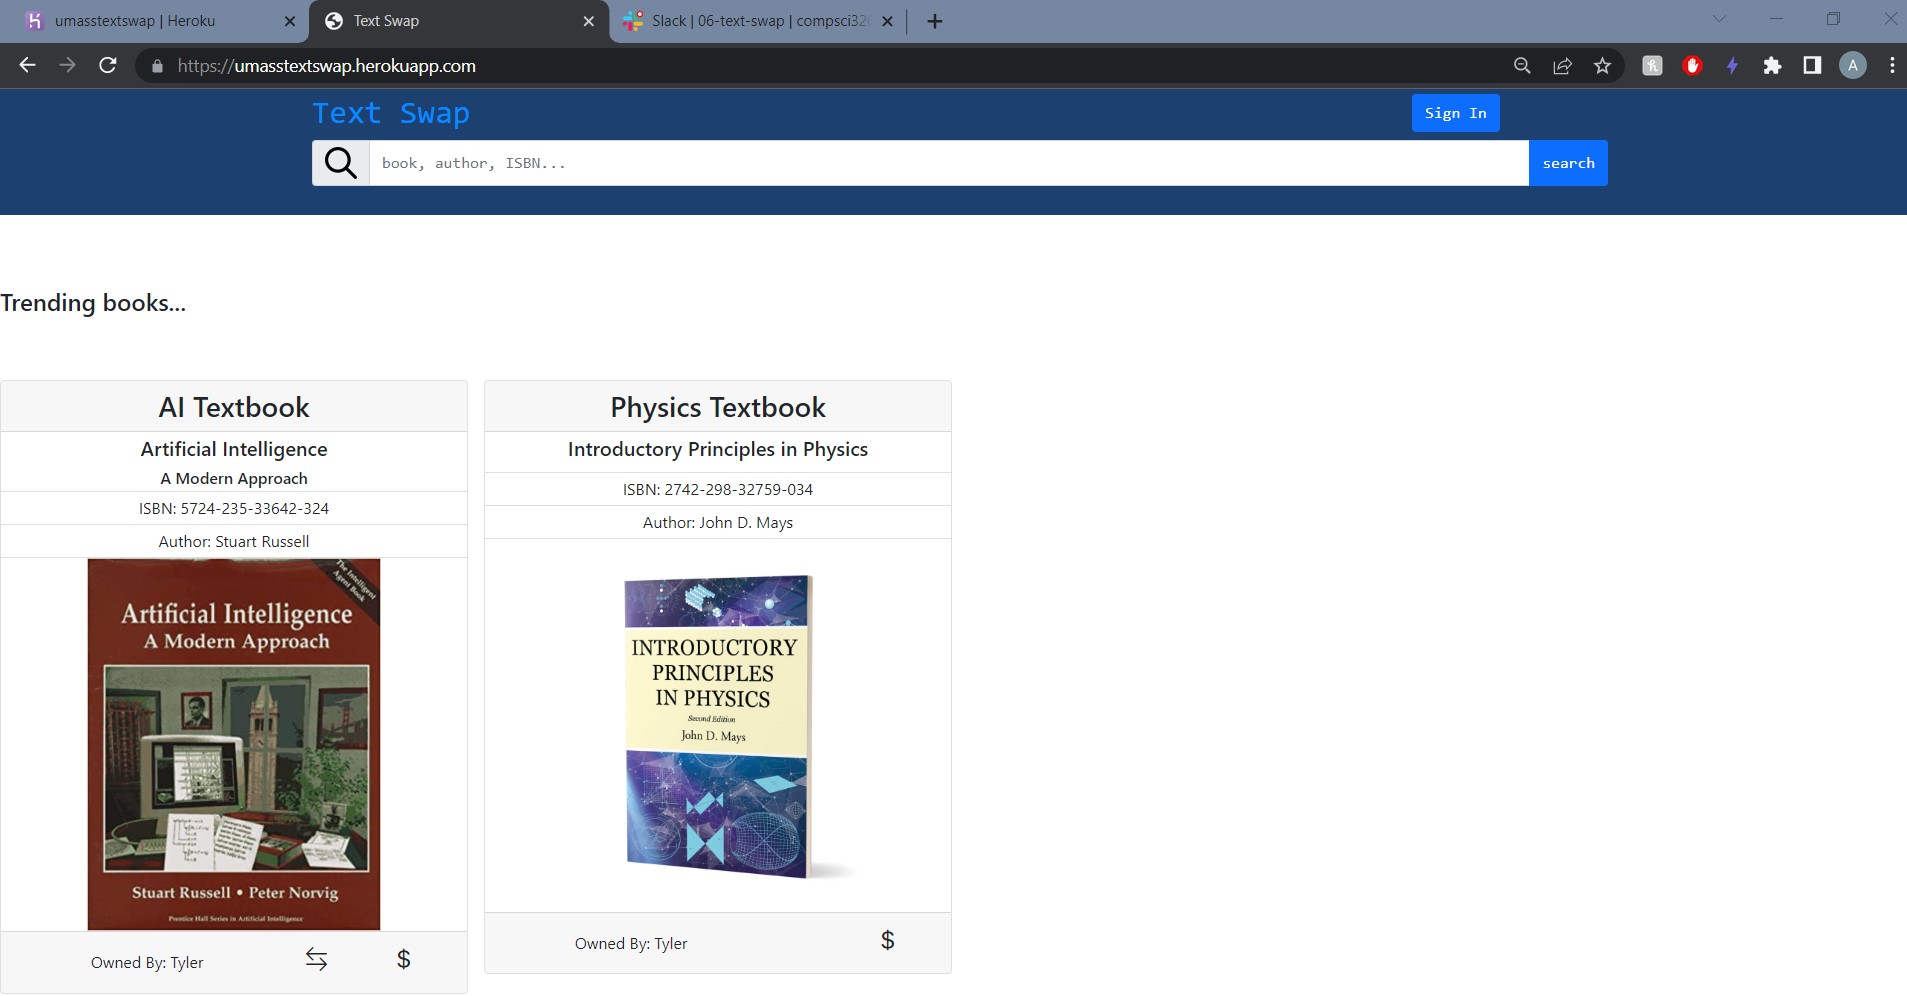 umasstextswap | Heroku
Text Swap
Slack | 06-text-swap | compsci32
https://umasstextswap.herokuapp.com
A
Text Swap
Sign In
book, author, ISBN...
search
Trending books...
AI Textbook
Artificial Intelligence
A Modern Approach
ISBN: 5724-235-33642-324
Author: Stuart Russell
The Intelligent
Agent Book
Artificial Intelligence
A Modern Approach
Stuart Russell • Peter Norvig
Prentice Hall Series in Artificial Intelligence
Owned By: Tyler
$
Physics Textbook
Introductory Principles in Physics
ISBN: 2742-298-32759-034
Author: John D. Mays
INTRODUCTORY
PRINCIPLES
IN PHYSICS
Second Edition
John D. Mays
Owned By: Tyler
$